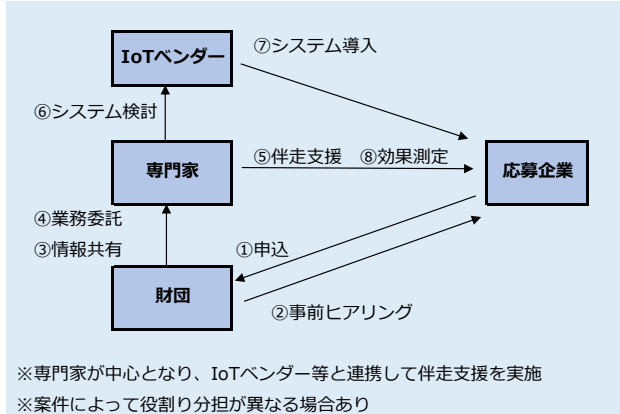 IoTベンダー
⑦システム導入
⑥システム検討
専門家
⑤伴走支援　⑧効果測定
応募企業
④業務委託
③情報共有
①申込
財団
②事前ヒアリング
※専門家が中心となり、IoTベンダー等と連携して伴走支援を実施
※案件によって役割り分担が異なる場合あり